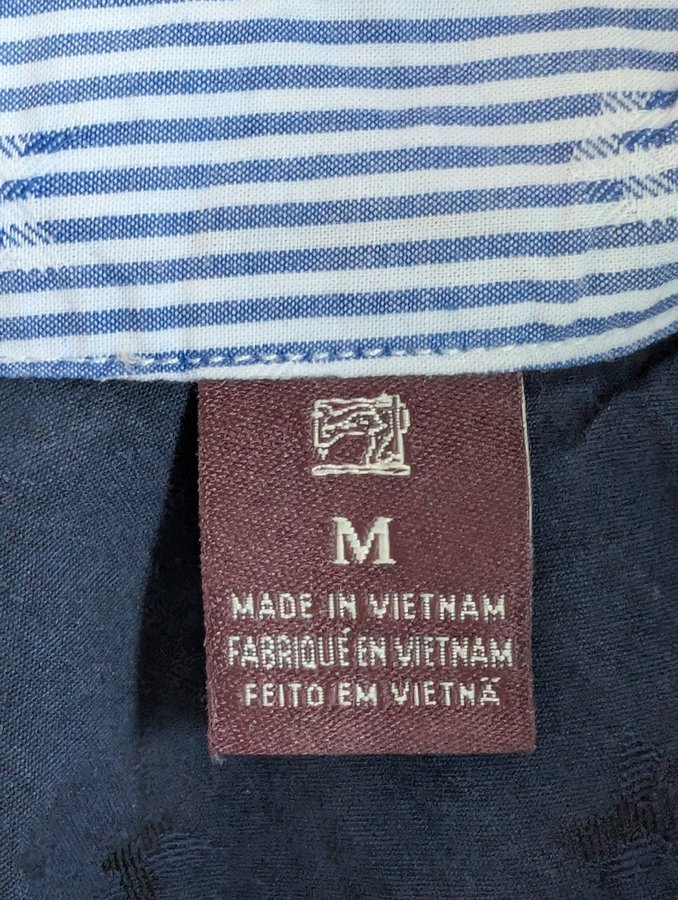 M
MADE IN VIETNAM
FABRIQUÉ EN VIETNAM
FEITO EM VIETNÃ